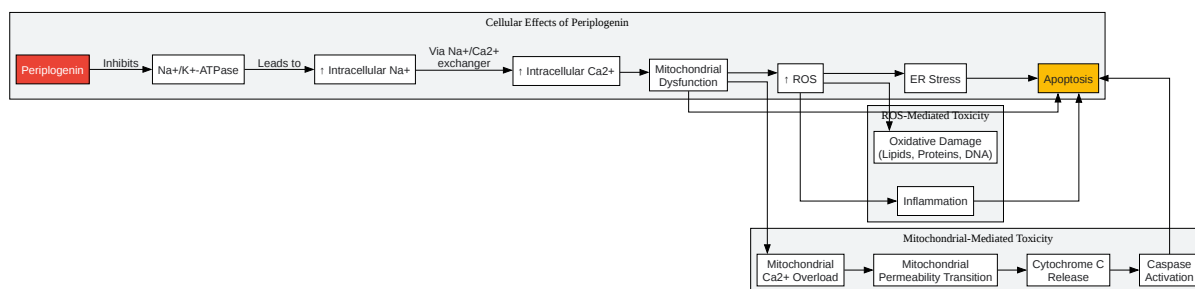 Cellular Effects of Periplogenin
Periplogenin
Inhibits
Na+/K+-ATPase
Leads to
↑ Intracellular Na+
Via Na+/Ca2+
exchanger
↑ Intracellular Ca2+
Mitochondrial
Dysfunction
↑ ROS
ER Stress
Apoptosis
ROS-Mediated Toxicity
Oxidative Damage
(Lipids, Proteins, DNA)
Inflammation
Mitochondrial-Mediated Toxicity
Mitochondrial
Ca2+ Overload
Mitochondrial
Permeability Transition
Cytochrome C
Release
Caspase
Activation